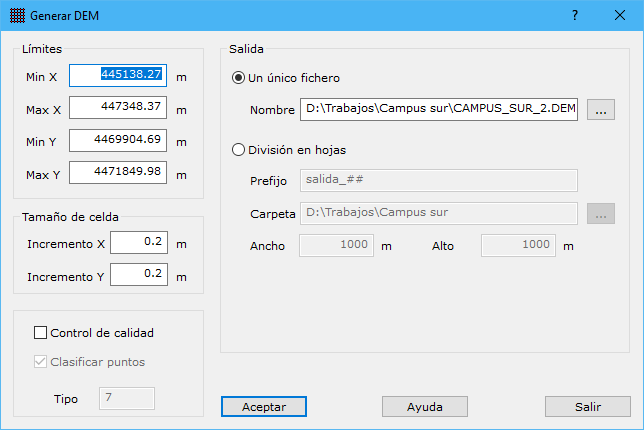 Generar DEM
Límites
Min X 445138.27 m
Max X 447348.37 m
Min Y 4469904.69 m
Max Y 4471849.98 m
Tamaño de celda
Incremento X 0.2 m
Incremento Y 0.2 m
Control de calidad
Clasificar puntos
Tipo 7
Salida
Un único fichero
Nombre D:\Trabajos\Campus sur\CAMPUS_SUR_2.DEM ...
División en hojas
Prefijo salida_##
Carpeta D:\Trabajos\Campus sur ...
Ancho 1000 m Alto 1000 m
Aceptar Ayuda Salir